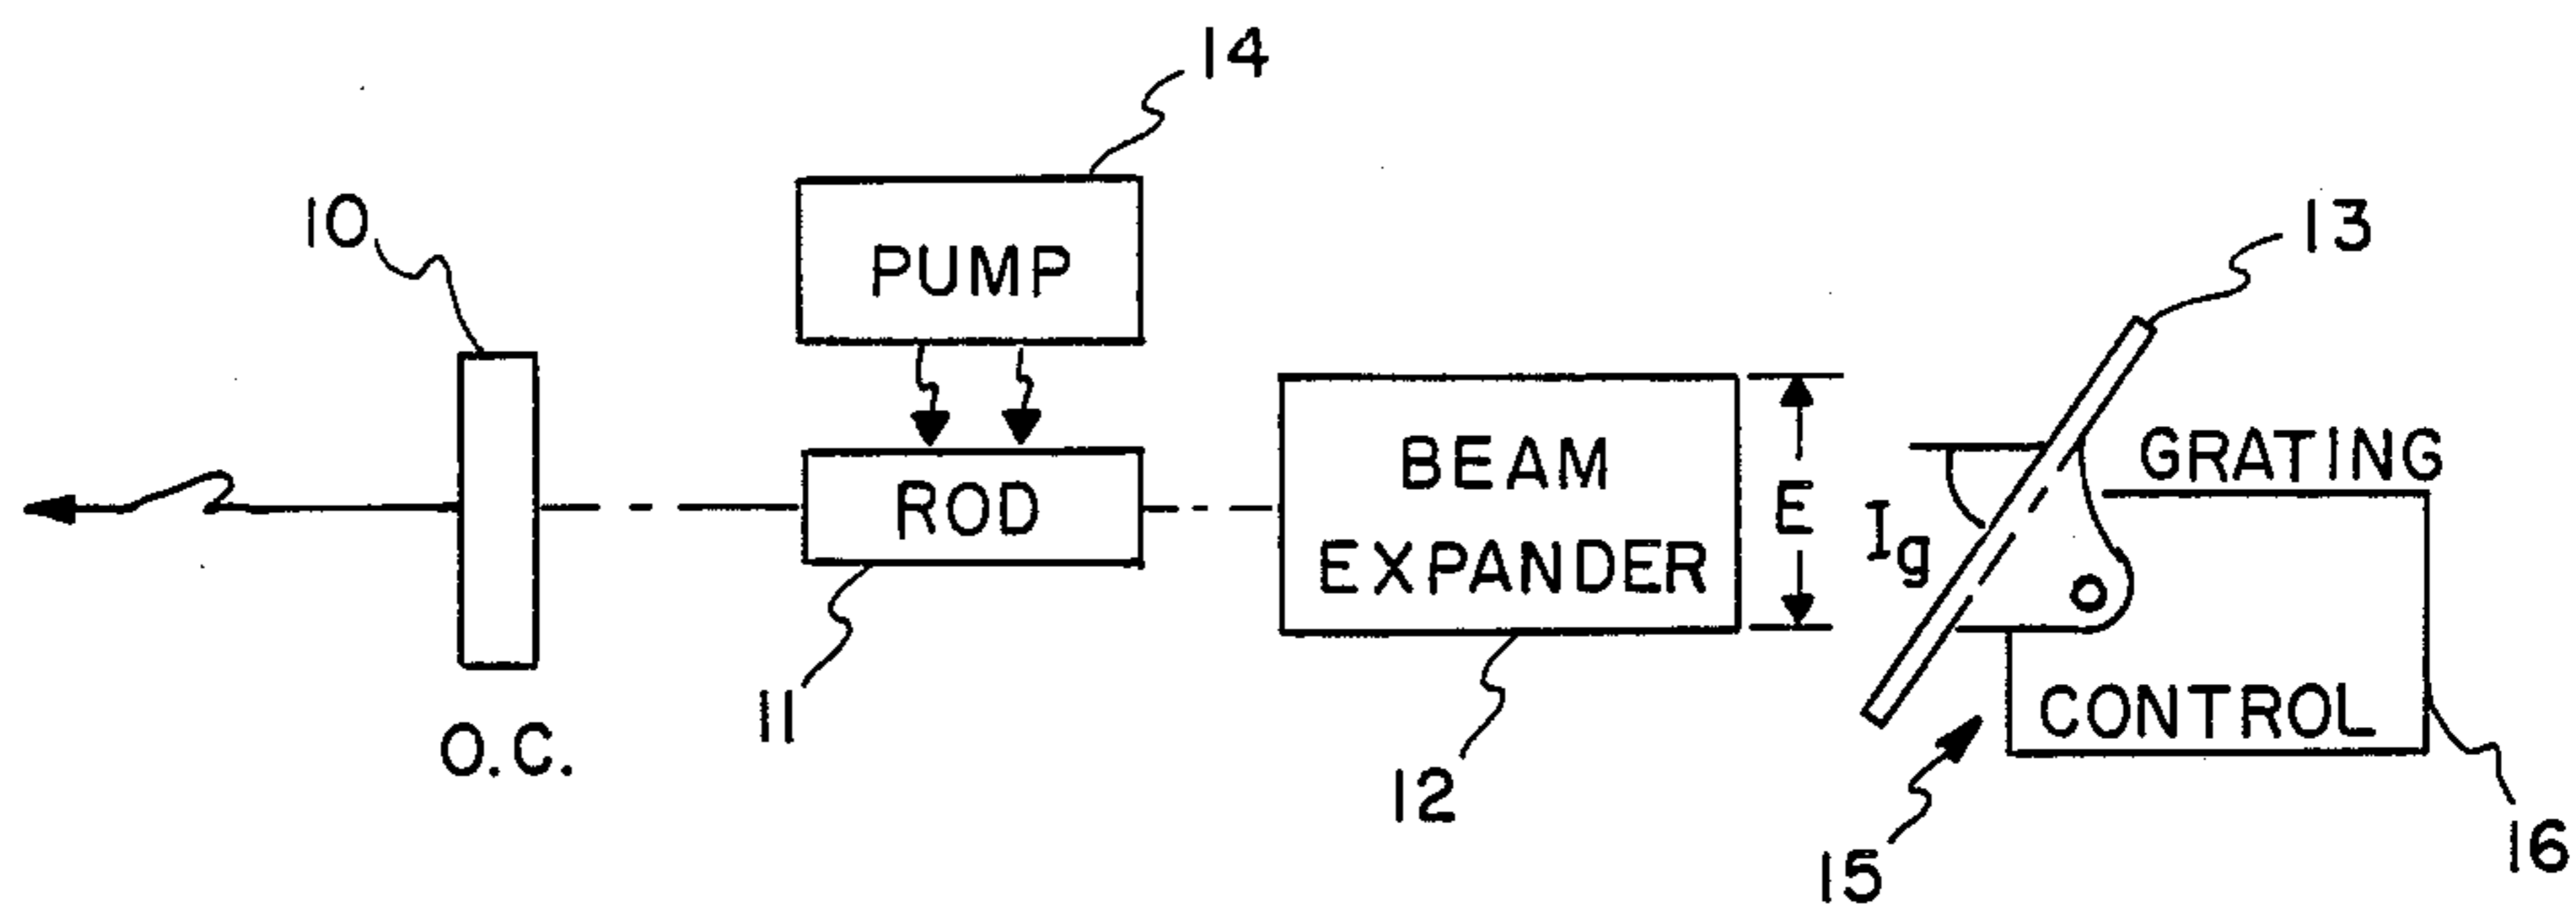 14
10
13
PUMP
ROD
BEAM
EXPANDER
E
Ig
GRATING
CONTROL
O.C.
11
12
15
16